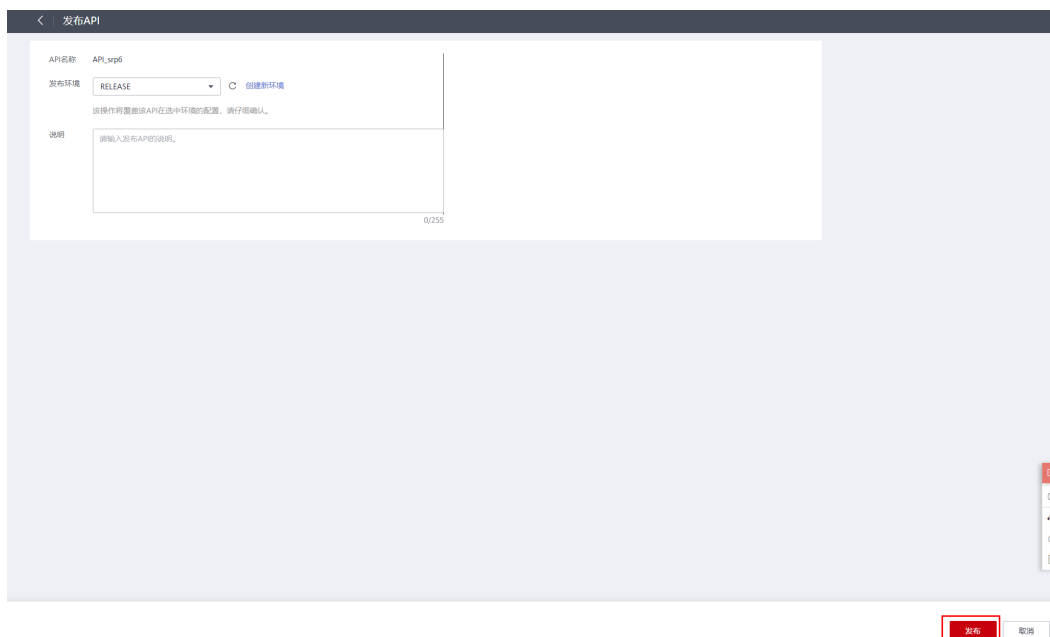 发布API
API名称 API_srp6
发布环境 RELEASE 创建新环境
该操作将覆盖该API在选中环境的配置，请仔细确认。
说明 请输入发布API的说明。
0/255
发布 取消